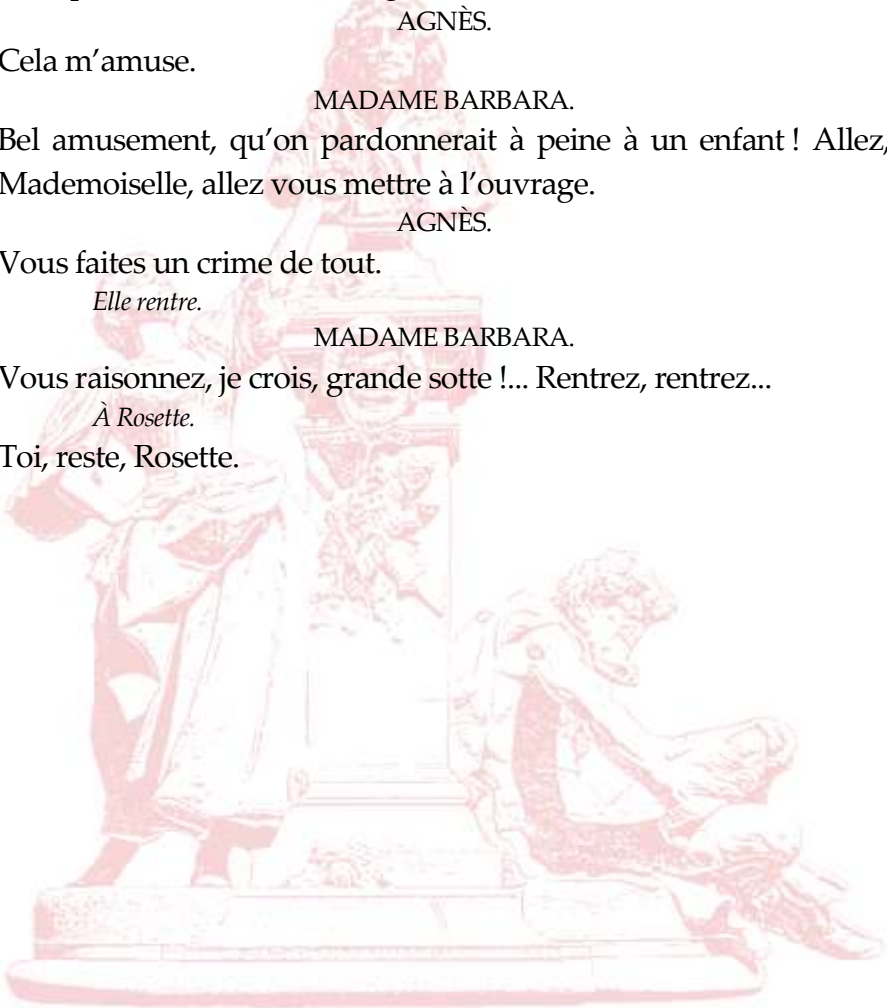 AGNÈS.
Cela m’amuse.
MADAME BARBARA.
Bel amusement, qu’on pardonnerait à peine à un enfant ! Allez,
Mademoiselle, allez vous mettre à l’ouvrage.
AGNÈS.
Vous faites un crime de tout.
Elle rentre.
MADAME BARBARA.
Vous raisonnez, je crois, grande sotte !... Rentrez, rentrez...
À Rosette.
Toi, reste, Rosette.